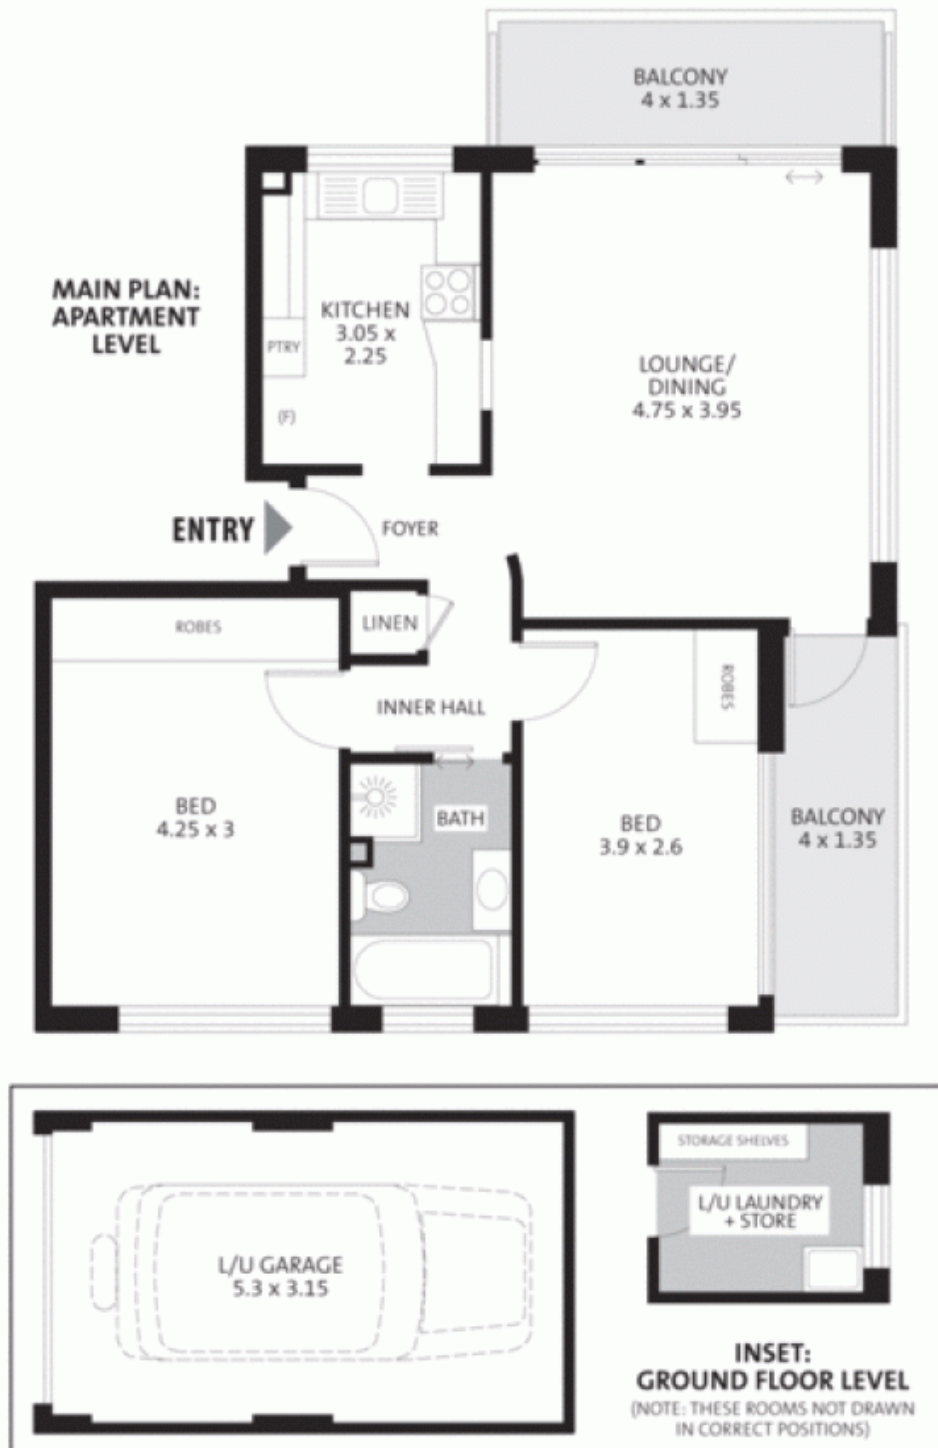 BALCONY
4 x 1.35
MAIN PLAN:
APARTMENT
LEVEL
KITCHEN
3.05 x
2.25
PTRY
(F)
LOUNGE/
DINING
4.75 x 3.95
ENTRY
FOYER
ROBES
LINEN
ROBES
INNER HALL
BED
4.25 x 3
BATH
BED
3.9 x 2.6
BALCONY
4 x 1.35
L/U GARAGE
5.3 x 3.15
STORAGE SHELVES
L/U LAUNDRY
+ STORE
INSET:
GROUND FLOOR LEVEL
(NOTE: THESE ROOMS NOT DRAWN
IN CORRECT POSITIONS)